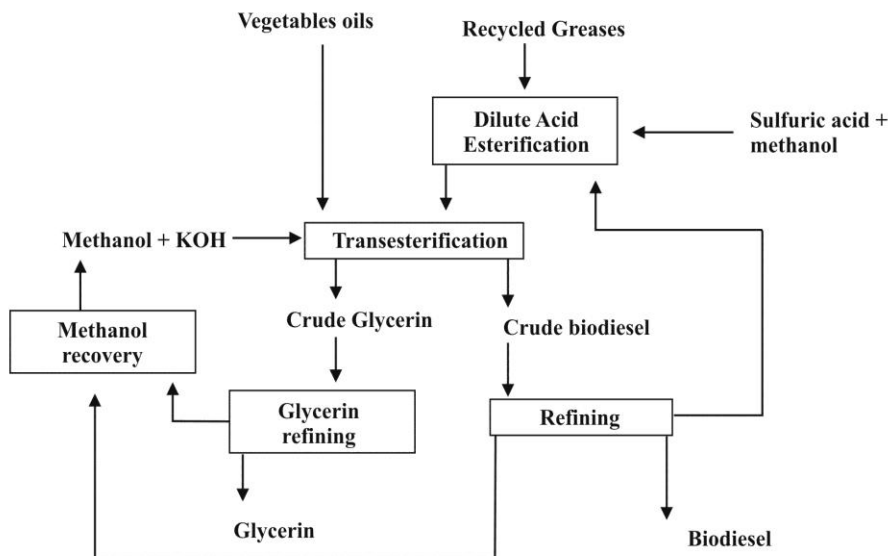 Vegetables oils
Recycled Greases
Dilute Acid
Esterification
Sulfuric acid +
methanol
Methanol + KOH
Transesterification
Methanol
recovery
Crude Glycerin
Crude biodiesel
Glycerin
refining
Refining
Glycerin
Biodiesel